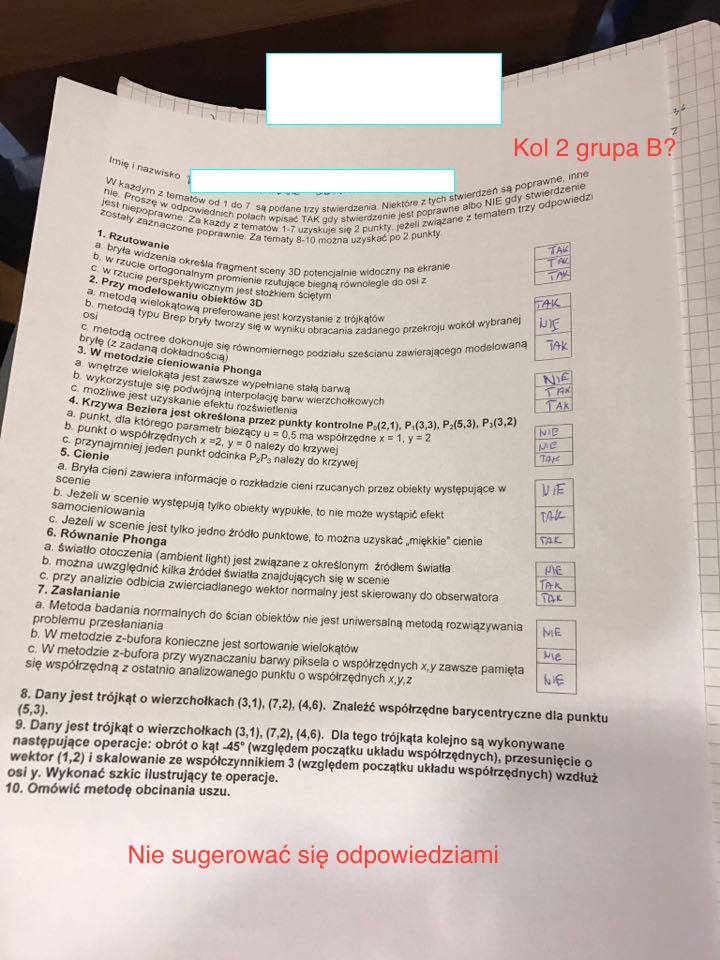 Kol 2 grupa B?
Imię i nazwisko
W każdym z tematów od 1 do 7 są podane trzy stwierdzenia. Niektóre z tych stwierdzeń są poprawne, inne
nie. Proszę w odpowiednich polach wpisać TAK gdy stwierdzenie jest poprawne albo NIE gdy stwierdzenie
jest niepoprawne. Za każdy z tematów 1-7 uzyskuje się 2 punkty, jeżeli związane z tematem trzy odpowiedzi
zostały zaznaczone poprawnie. Za tematy 8-10 można uzyskać po 2 punkty.
1. Rzutowanie
a. bryła widzenia określa fragment sceny 3D potencjalnie widoczny na ekranie TAK
b. w rzucie ortogonalnym promienie rzutujące biegną równolegle do osi z TAK
c. w rzucie perspektywicznym jest stożkiem ściętym TAK
2. Przy modelowaniu obiektów 3D
a. metodą wielokątową preferowane jest korzystanie z trójkątów TAK
b. metodą typu Brep bryły tworzy się w wyniku obracania zadanego przekroju wokół wybranej NIE
osi
c. metodą octree dokonuje się równomiernego podziału sześcianu zawierającego modelowaną TAK
bryłę (z zadaną dokładnością)
3. W metodzie cieniowania Phonga
a. wnętrze wielokąta jest zawsze wypełniane stałą barwą NIE
b. wykorzystuje się podwójną interpolację barw wierzchołkowych TAK
c. możliwe jest uzyskanie efektu rozświetlenia TAK
4. Krzywa Beziera jest określona przez punkty kontrolne P₀(2,1), P₁(3,3), P₂(5,3), P₃(3,2)
a. punkt, dla którego parametr bieżący u = 0,5 ma współrzędne x = 1, y = 2 NIE
b. punkt o współrzędnych x =2, y = 0 należy do krzywej NIE
c. przynajmniej jeden punkt odcinka P₂P₃ należy do krzywej TAK
5. Cienie
a. Bryła cieni zawiera informacje o rozkładzie cieni rzucanych przez obiekty występujące w NIE
scenie
b. Jeżeli w scenie występują tylko obiekty wypukłe, to nie może wystąpić efekt TAK
samocieniowania
c. Jeżeli w scenie jest tylko jedno źródło punktowe, to można uzyskać „miękkie” cienie TAK
6. Równanie Phonga
a. światło otoczenia (ambient light) jest związane z określonym źródłem światła NIE
b. można uwzględnić kilka źródeł światła znajdujących się w scenie TAK
c. przy analizie odbicia zwierciadlanego wektor normalny jest skierowany do obserwatora TAK
7. Zasłanianie
a. Metoda badania normalnych do ścian obiektów nie jest uniwersalną metodą rozwiązywania NIE
problemu przesłaniania
b. W metodzie z-bufora konieczne jest sortowanie wielokątów NIE
c. W metodzie z-bufora przy wyznaczaniu barwy piksela o współrzędnych x,y zawsze pamięta NIE
się współrzędną z ostatnio analizowanego punktu o współrzędnych x,y,z
8. Dany jest trójkąt o wierzchołkach (3,1), (7,2), (4,6). Znaleźć współrzędne barycentryczne dla punktu
(5,3).
9. Dany jest trójkąt o wierzchołkach (3,1), (7,2), (4,6). Dla tego trójkąta kolejno są wykonywane
następujące operacje: obrót o kąt -45° (względem początku układu współrzędnych), przesunięcie o
wektor (1,2) i skalowanie ze współczynnikiem 3 (względem początku układu współrzędnych) wzdłuż
osi y. Wykonać szkic ilustrujący te operacje.
10. Omówić metodę obcinania uszu.
Nie sugerować się odpowiedziami